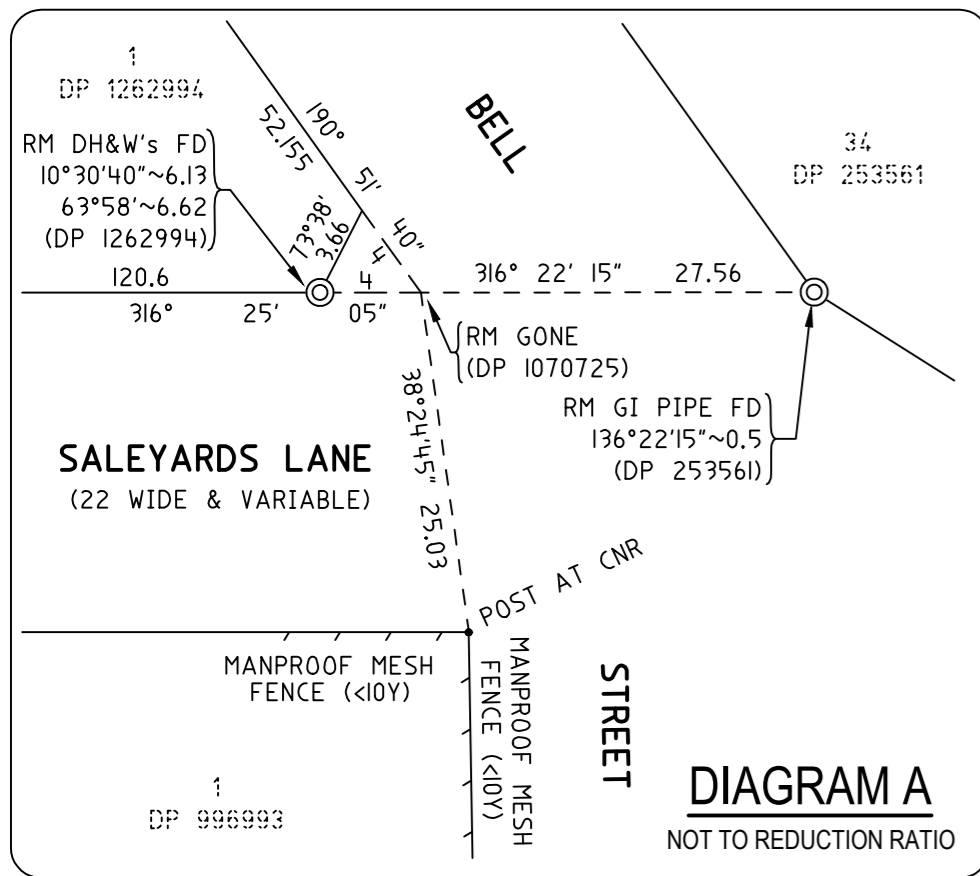 1
DP 1262994
BELL
34
DP 253561
RM DH&W's FD
10°30'40"~6.13
63°58'~6.62
(DP 1262994)
190° 51' 40"
52.155
73°38'
3.66
4
4
120.6
316° 25' 05"
316° 22' 15" 27.56
RM GONE
(DP 1070725)
RM GI PIPE FD
136°22'15"~0.5
(DP 253561)
38°24'45" 25.03
SALEYARDS LANE
(22 WIDE & VARIABLE)
POST AT CNR
MANPROOF MESH
FENCE (<10Y)
MANPROOF MESH
FENCE (<10Y)
STREET
1
DP 996993
DIAGRAM A
NOT TO REDUCTION RATIO